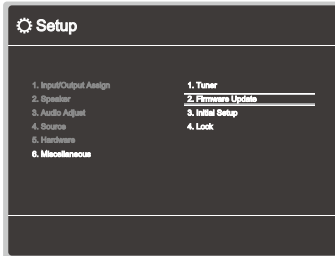 Setup
1. Input/Output Assign
2. Speaker
3. Audio Adjust
4. Source
5. Hardware
6. Miscellaneous
1. Tuner
2. Firmware Update
3. Initial Setup
4. Lock